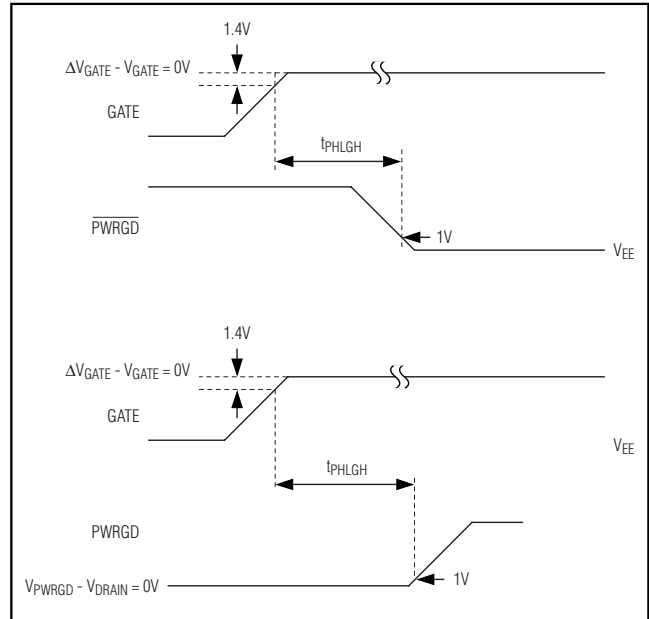 1.4V
ΔVGATE - VGATE = 0V
GATE
tPHLGH
PWRGD
1V
VEE
1.4V
ΔVGATE - VGATE = 0V
GATE
VEE
tPHLGH
PWRGD
1V
VPWRGD - VDRAIN = 0V